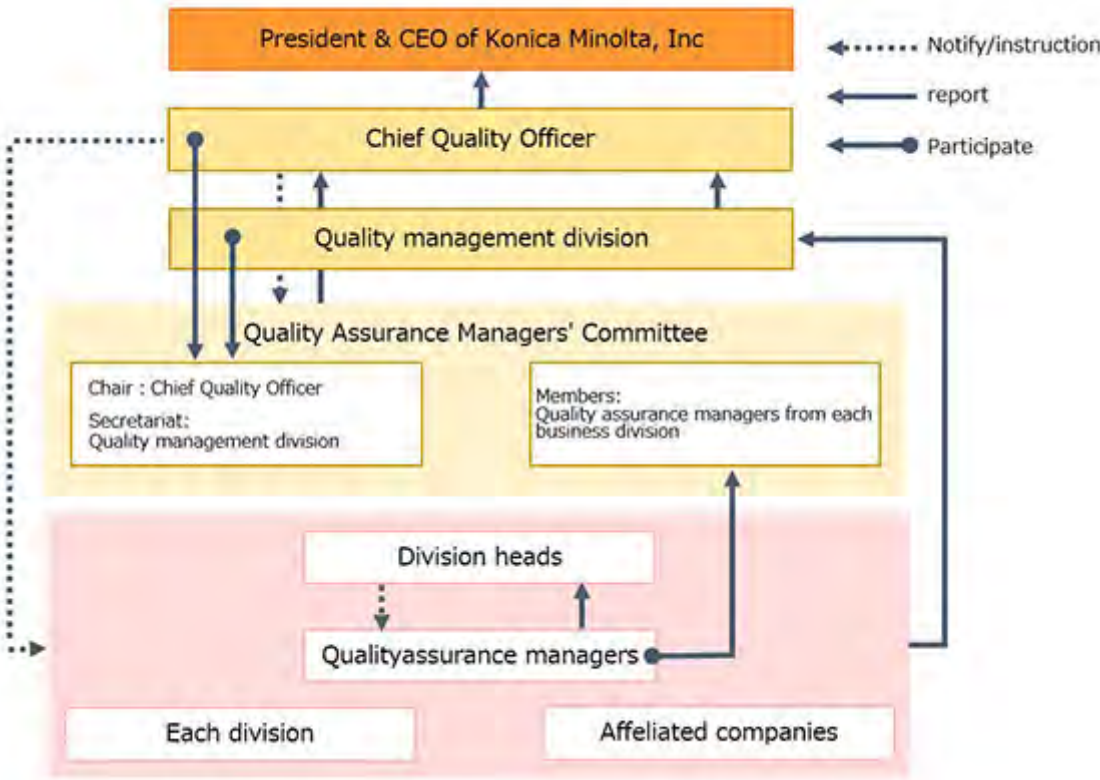 President & CEO of Konica Minolta, Inc
Notify/instruction
report
Participate
Chief Quality Officer
Quality management division
Quality Assurance Managers' Committee
Chair : Chief Quality Officer
Secretariat:
Quality management division
Members:
Quality assurance managers from each
business division
Division heads
Qualityassurance managers
Each division
Affeliated companies